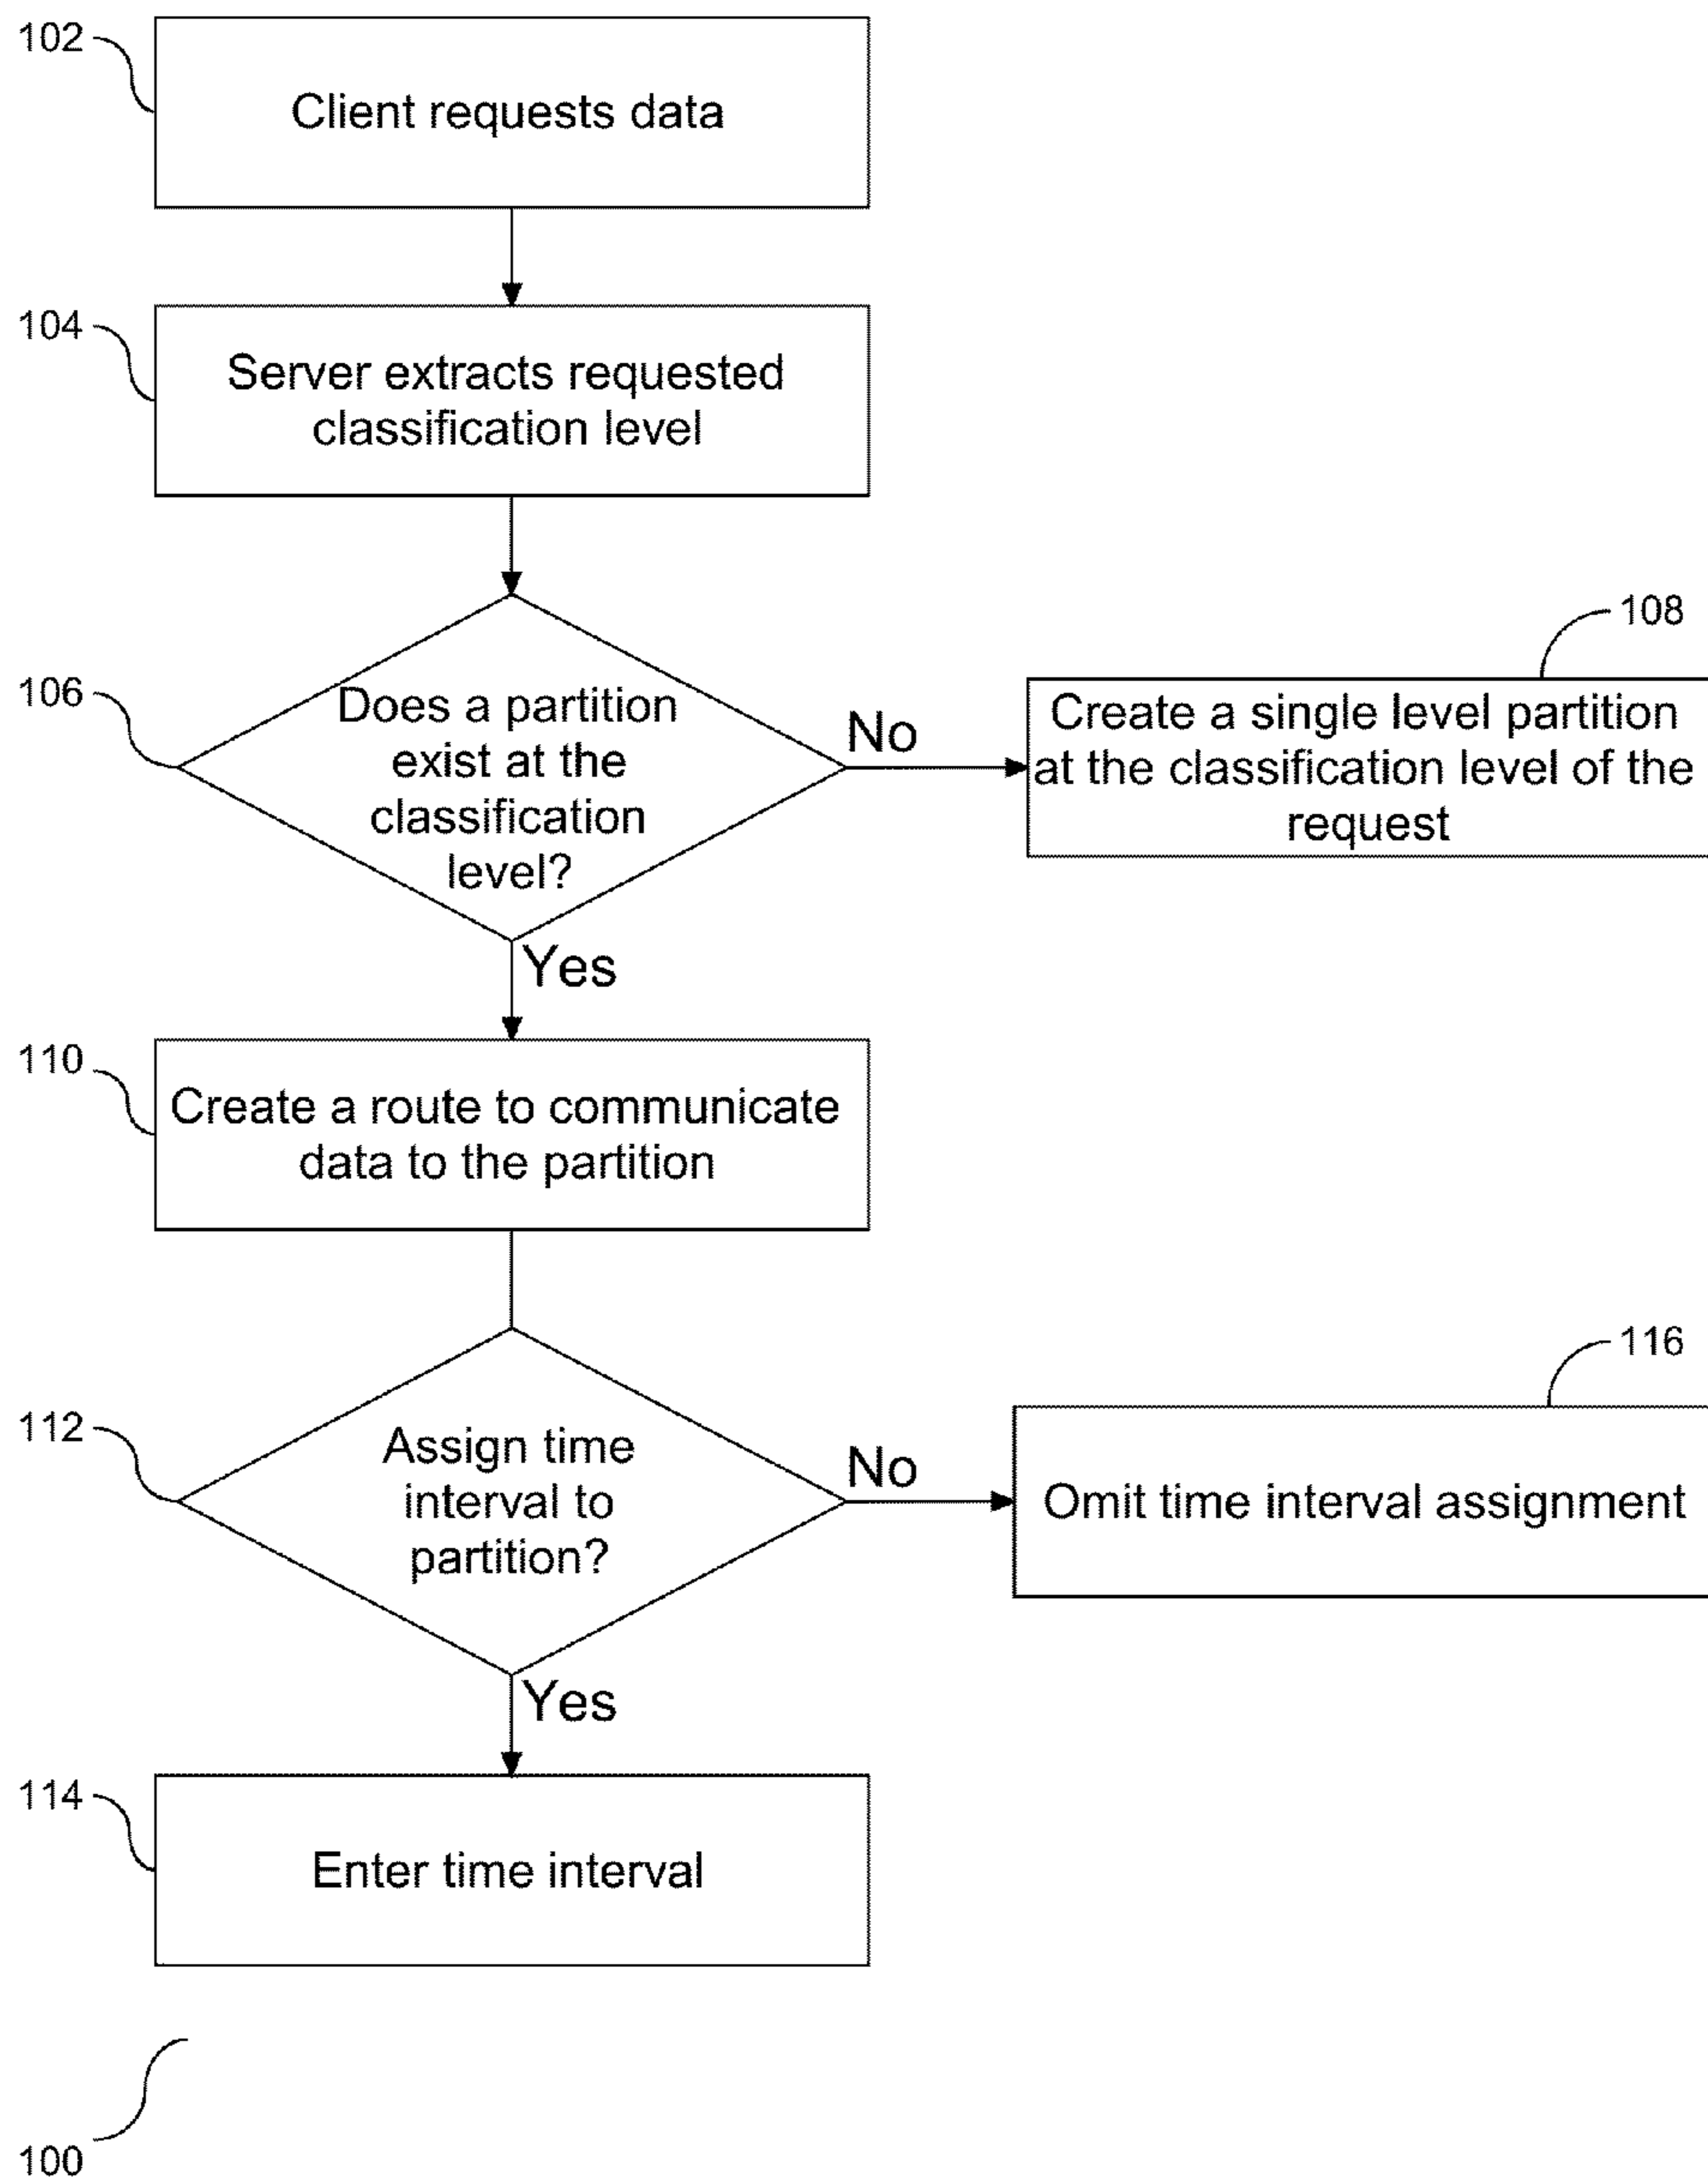 102
Client requests data
104
Server extracts requested
classification level
106
Does a partition
exist at the
classification
level?
No
108
Create a single level partition
at the classification level of the
request
Yes
110
Create a route to communicate
data to the partition
112
Assign time
interval to
partition?
No
116
Omit time interval assignment
Yes
114
Enter time interval
100